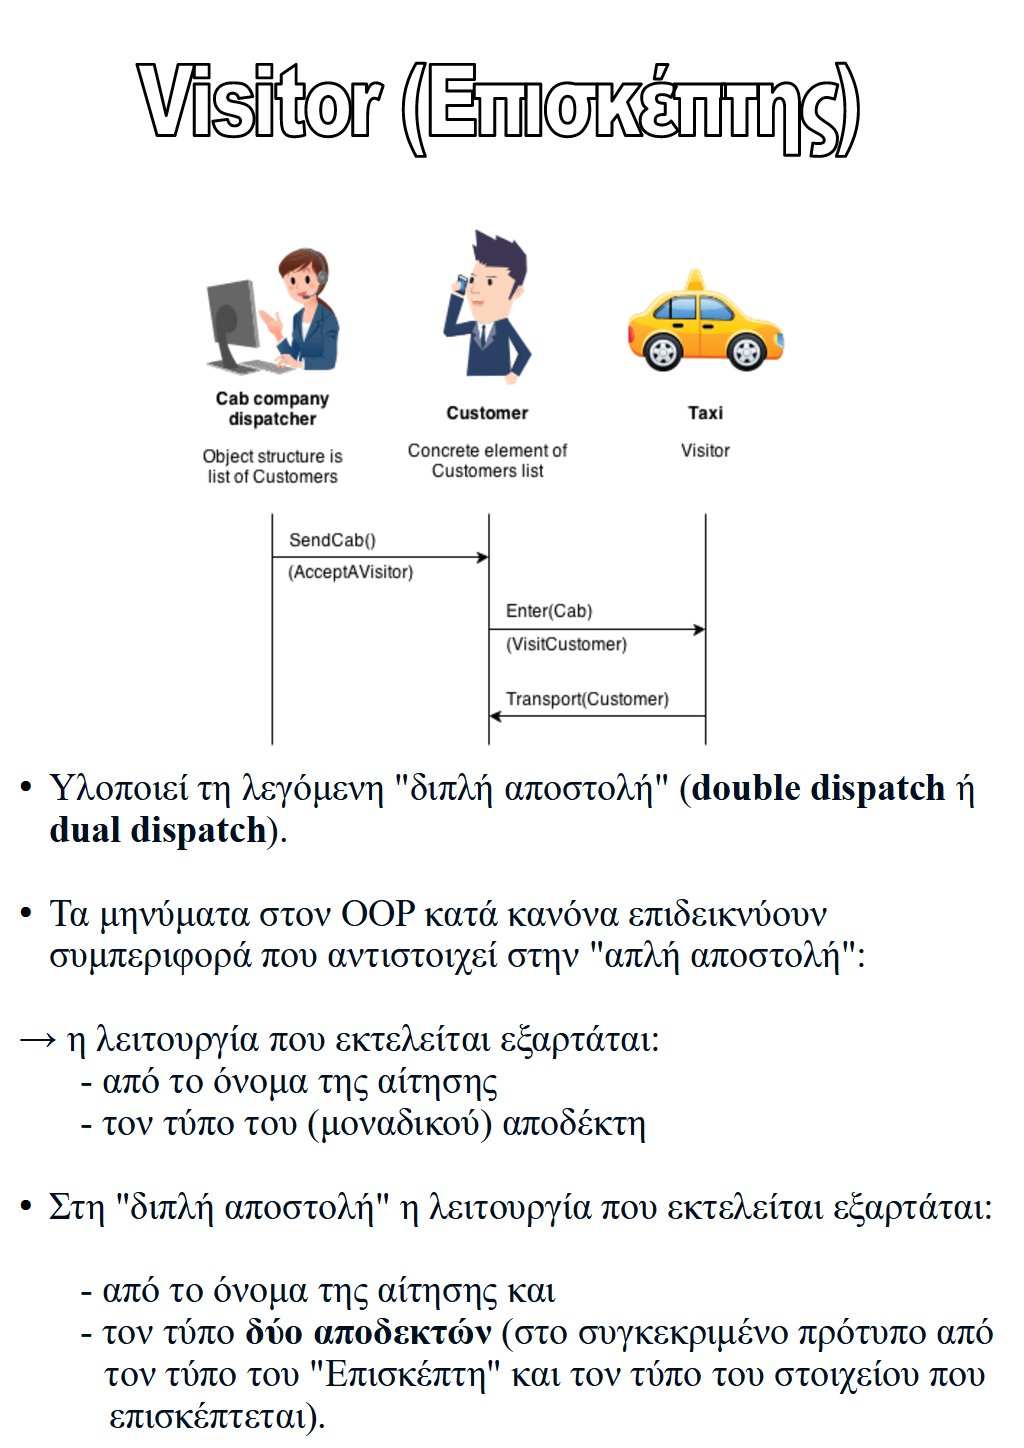 Visitor (Επισκέπτης)
Cab company
dispatcher
Object structure is
list of Customers
Customer
Concrete element of
Customers list
Taxi
Visitor
SendCab()
(AcceptAVisitor)
Enter(Cab)
(VisitCustomer)
Transport(Customer)
• Υλοποιεί τη λεγόμενη "διπλή αποστολή" (double dispatch ή
dual dispatch).
• Τα μηνύματα στον OOP κατά κανόνα επιδεικνύουν
συμπεριφορά που αντιστοιχεί στην "απλή αποστολή":
→ η λειτουργία που εκτελείται εξαρτάται:
- από το όνομα της αίτησης
- τον τύπο του (μοναδικού) αποδέκτη
• Στη "διπλή αποστολή" η λειτουργία που εκτελείται εξαρτάται:
- από το όνομα της αίτησης και
- τον τύπο δύο αποδεκτών (στο συγκεκριμένο πρότυπο από
τον τύπο του "Επισκέπτη" και τον τύπο του στοιχείου που
επισκέπτεται).